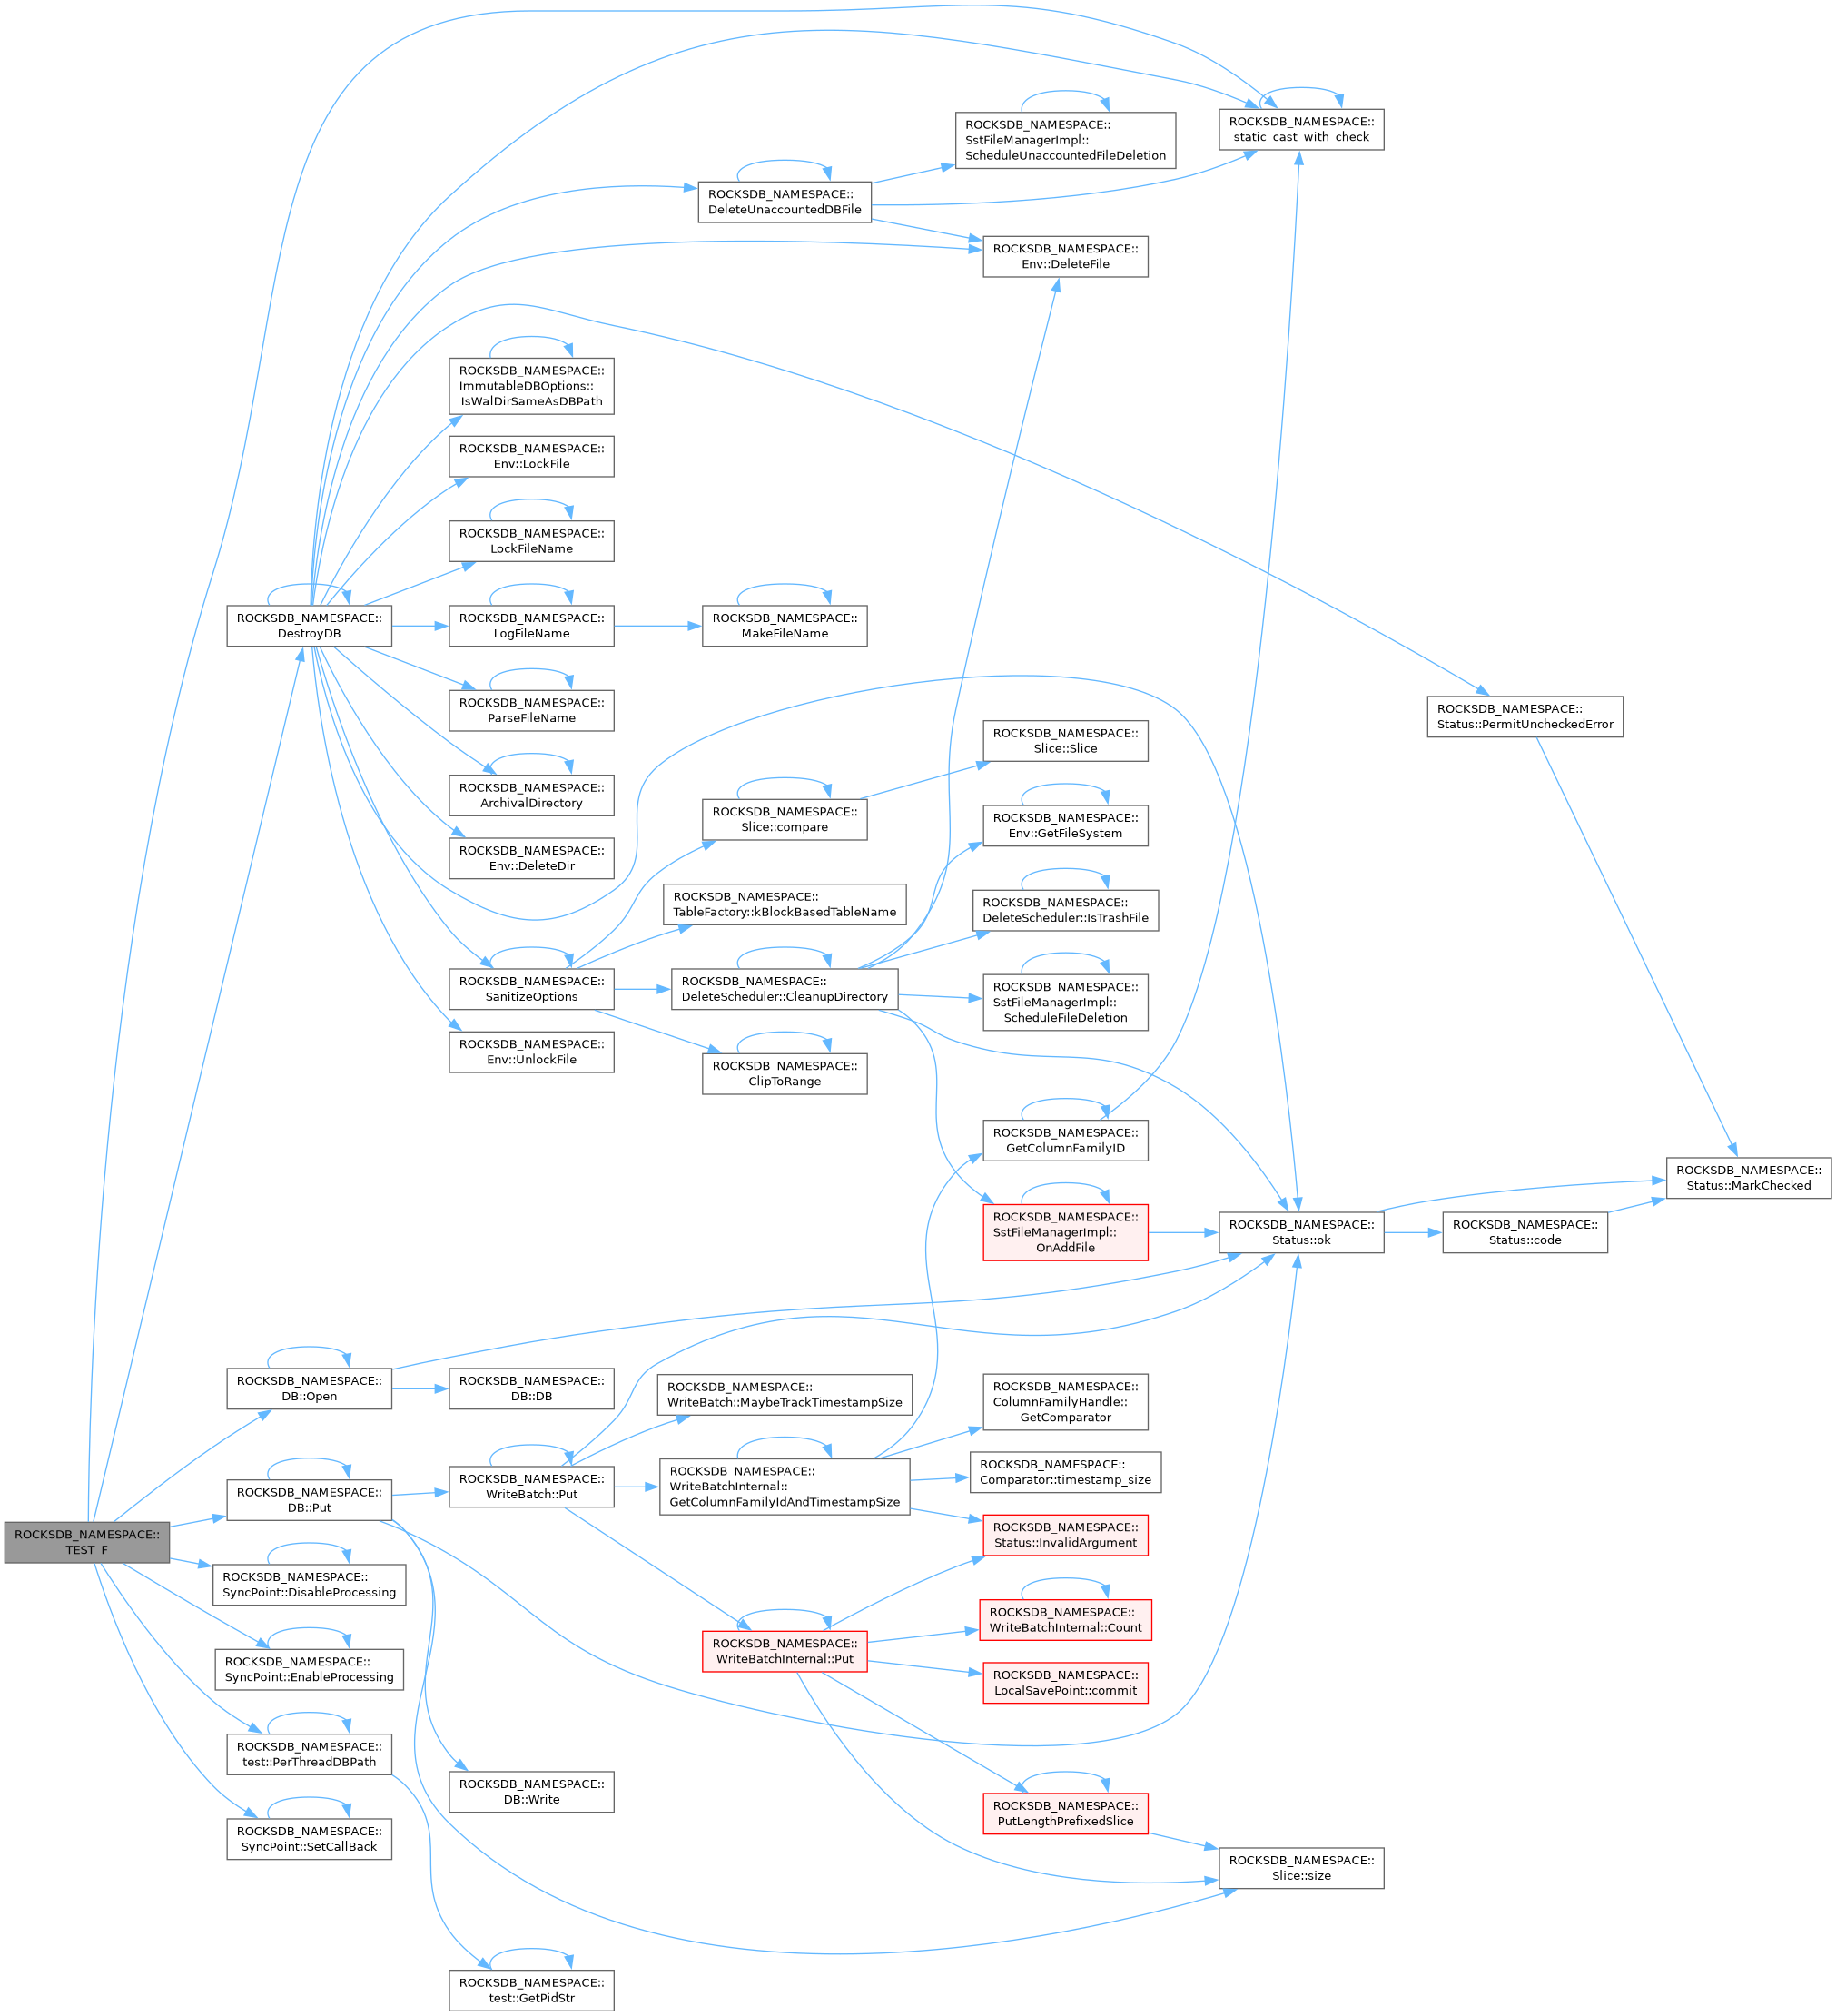 ROCKSDB_NAMESPACE::
SstFileManagerImpl::
ScheduleUnaccountedFileDeletion
ROCKSDB_NAMESPACE::
static_cast_with_check
ROCKSDB_NAMESPACE::
DeleteUnaccountedDBFile
ROCKSDB_NAMESPACE::
Env::DeleteFile
ROCKSDB_NAMESPACE::
ImmutableDBOptions::
IsWalDirSameAsDBPath
ROCKSDB_NAMESPACE::
Env::LockFile
ROCKSDB_NAMESPACE::
LockFileName
ROCKSDB_NAMESPACE::
DestroyDB
ROCKSDB_NAMESPACE::
LogFileName
ROCKSDB_NAMESPACE::
MakeFileName
ROCKSDB_NAMESPACE::
ParseFileName
ROCKSDB_NAMESPACE::
Status::PermitUncheckedError
ROCKSDB_NAMESPACE::
Slice::Slice
ROCKSDB_NAMESPACE::
ArchivalDirectory
ROCKSDB_NAMESPACE::
Slice::compare
ROCKSDB_NAMESPACE::
Env::GetFileSystem
ROCKSDB_NAMESPACE::
Env::DeleteDir
ROCKSDB_NAMESPACE::
TableFactory::kBlockBasedTableName
ROCKSDB_NAMESPACE::
DeleteScheduler::IsTrashFile
ROCKSDB_NAMESPACE::
SanitizeOptions
ROCKSDB_NAMESPACE::
DeleteScheduler::CleanupDirectory
ROCKSDB_NAMESPACE::
SstFileManagerImpl::
ScheduleFileDeletion
ROCKSDB_NAMESPACE::
Env::UnlockFile
ROCKSDB_NAMESPACE::
ClipToRange
ROCKSDB_NAMESPACE::
GetColumnFamilyID
ROCKSDB_NAMESPACE::
Status::MarkChecked
ROCKSDB_NAMESPACE::
SstFileManagerImpl::
OnAddFile
ROCKSDB_NAMESPACE::
Status::ok
ROCKSDB_NAMESPACE::
Status::code
ROCKSDB_NAMESPACE::
DB::Open
ROCKSDB_NAMESPACE::
DB::DB
ROCKSDB_NAMESPACE::
WriteBatch::MaybeTrackTimestampSize
ROCKSDB_NAMESPACE::
ColumnFamilyHandle::
GetComparator
ROCKSDB_NAMESPACE::
DB::Put
ROCKSDB_NAMESPACE::
WriteBatch::Put
ROCKSDB_NAMESPACE::
WriteBatchInternal::
GetColumnFamilyIdAndTimestampSize
ROCKSDB_NAMESPACE::
Comparator::timestamp_size
ROCKSDB_NAMESPACE::
TEST_F
ROCKSDB_NAMESPACE::
Status::InvalidArgument
ROCKSDB_NAMESPACE::
SyncPoint::DisableProcessing
ROCKSDB_NAMESPACE::
WriteBatchInternal::Count
ROCKSDB_NAMESPACE::
SyncPoint::EnableProcessing
ROCKSDB_NAMESPACE::
WriteBatchInternal::Put
ROCKSDB_NAMESPACE::
LocalSavePoint::commit
ROCKSDB_NAMESPACE::
test::PerThreadDBPath
ROCKSDB_NAMESPACE::
DB::Write
ROCKSDB_NAMESPACE::
PutLengthPrefixedSlice
ROCKSDB_NAMESPACE::
SyncPoint::SetCallBack
ROCKSDB_NAMESPACE::
Slice::size
ROCKSDB_NAMESPACE::
test::GetPidStr